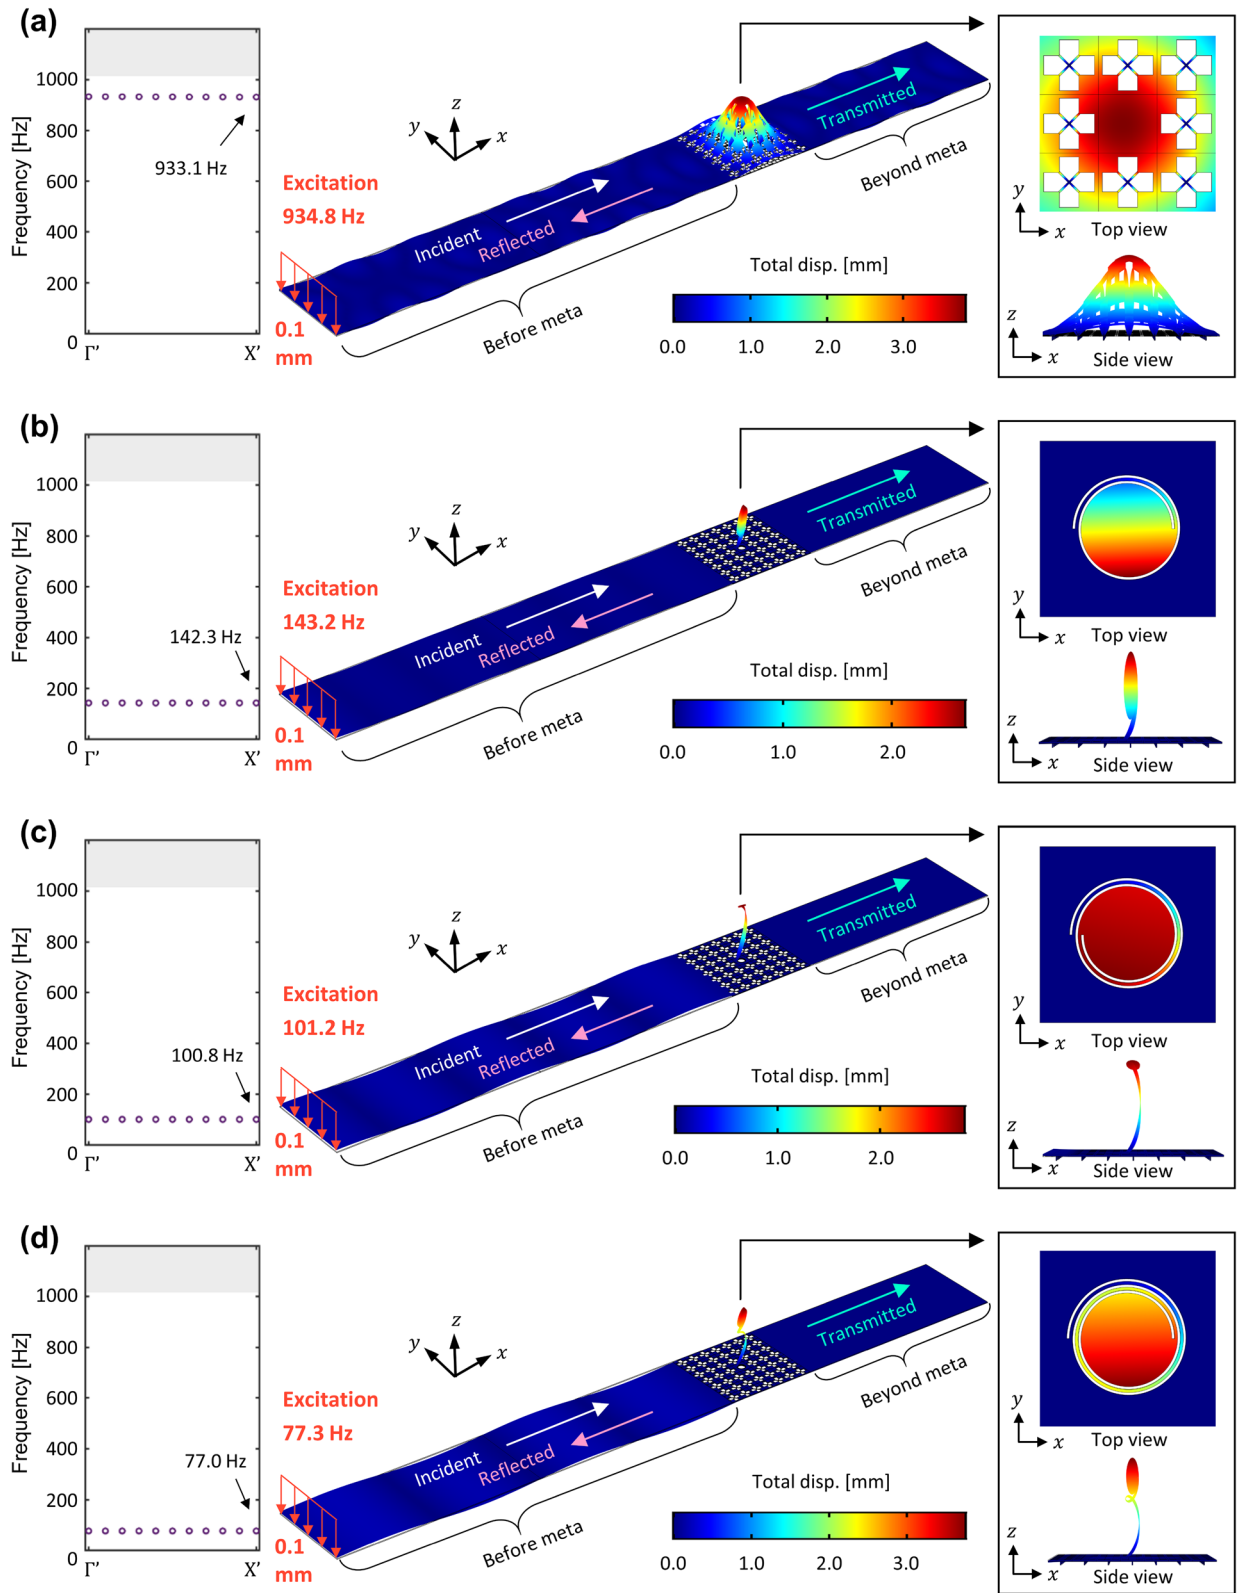 (a)
Frequency [Hz]
1000
800
600
400
200
0
Γ’
X’
933.1 Hz
Excitation
934.8 Hz
0.1
mm
z
y
x
Incident
Reflected
Transmitted
Before meta
Beyond meta
Total disp. [mm]
0.0 1.0 2.0 3.0
y
x
Top view
z
x
Side view
(b)
Frequency [Hz]
1000
800
600
400
200
0
Γ’
X’
142.3 Hz
Excitation
143.2 Hz
0.1
mm
z
y
x
Incident
Reflected
Transmitted
Before meta
Beyond meta
Total disp. [mm]
0.0 1.0 2.0
y
x
Top view
z
x
Side view
(c)
Frequency [Hz]
1000
800
600
400
200
0
Γ’
X’
100.8 Hz
Excitation
101.2 Hz
0.1
mm
z
y
x
Incident
Reflected
Transmitted
Before meta
Beyond meta
Total disp. [mm]
0.0 1.0 2.0
y
x
Top view
z
x
Side view
(d)
Frequency [Hz]
1000
800
600
400
200
0
Γ’
X’
77.0 Hz
Excitation
77.3 Hz
0.1
mm
z
y
x
Incident
Reflected
Transmitted
Before meta
Beyond meta
Total disp. [mm]
0.0 1.0 2.0 3.0
y
x
Top view
z
x
Side view